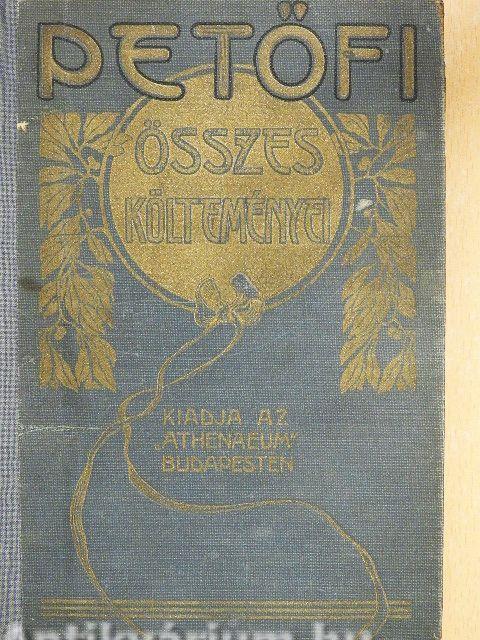 PETŐFI
ÖSSZES
KÖLTEMÉNYEI
KIADJA AZ
„ATHENAEUM”
BUDAPESTEN